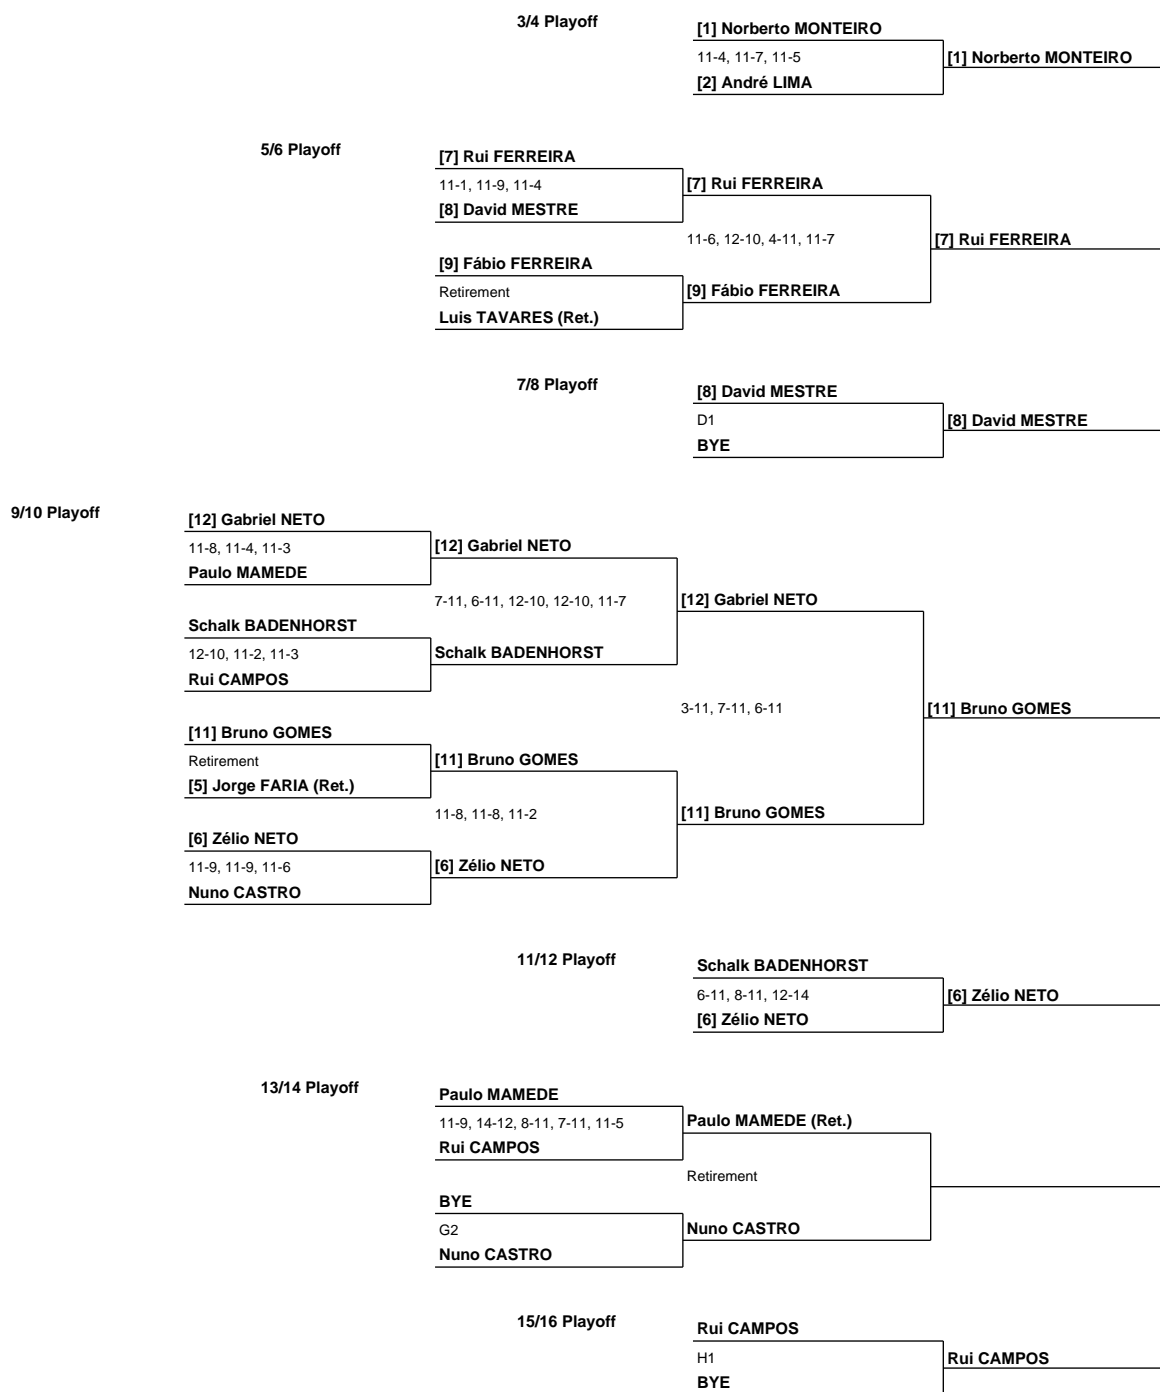 3/4 Playoff
[1] Norberto MONTEIRO
11-4, 11-7, 11-5
[1] Norberto MONTEIRO
[2] André LIMA
5/6 Playoff
[7] Rui FERREIRA
11-1, 11-9, 11-4
[7] Rui FERREIRA
[8] David MESTRE
11-6, 12-10, 4-11, 11-7
[7] Rui FERREIRA
[9] Fábio FERREIRA
Retirement
[9] Fábio FERREIRA
Luis TAVARES (Ret.)
7/8 Playoff
[8] David MESTRE
D1
[8] David MESTRE
BYE
9/10 Playoff
[12] Gabriel NETO
11-8, 11-4, 11-3
[12] Gabriel NETO
Paulo MAMEDE
7-11, 6-11, 12-10, 12-10, 11-7
[12] Gabriel NETO
Schalk BADENHORST
12-10, 11-2, 11-3
Schalk BADENHORST
Rui CAMPOS
3-11, 7-11, 6-11
[11] Bruno GOMES
[11] Bruno GOMES
Retirement
[11] Bruno GOMES
[5] Jorge FARIA (Ret.)
11-8, 11-8, 11-2
[11] Bruno GOMES
[6] Zélio NETO
11-9, 11-9, 11-6
[6] Zélio NETO
Nuno CASTRO
11/12 Playoff
Schalk BADENHORST
6-11, 8-11, 12-14
[6] Zélio NETO
[6] Zélio NETO
13/14 Playoff
Paulo MAMEDE
11-9, 14-12, 8-11, 7-11, 11-5
Paulo MAMEDE (Ret.)
Rui CAMPOS
Retirement
BYE
G2
Nuno CASTRO
Nuno CASTRO
15/16 Playoff
Rui CAMPOS
H1
Rui CAMPOS
BYE